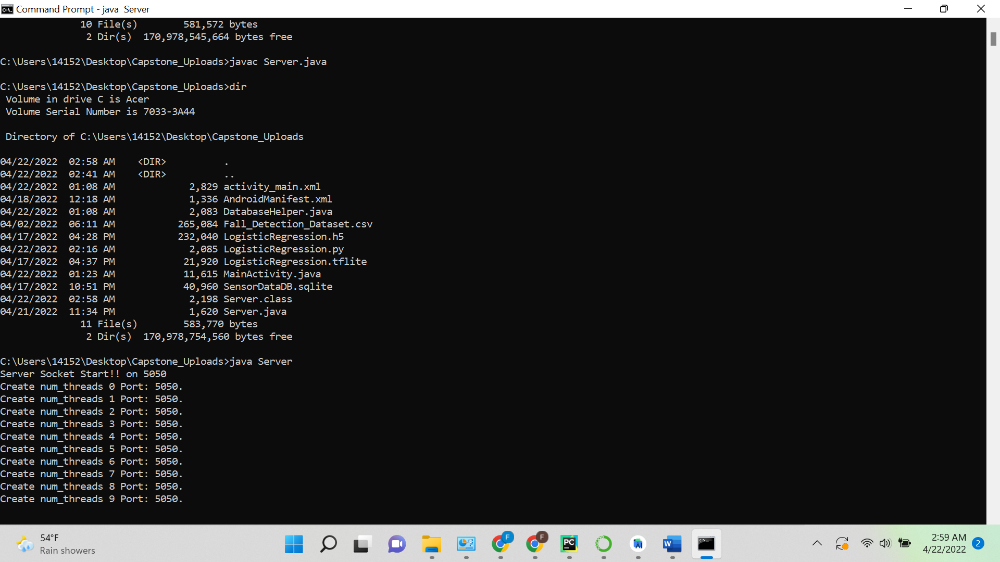 Command Prompt - java  Server
              10 File(s)        581,572 bytes
               2 Dir(s)  170,978,545,664 bytes free
C:\Users\14152\Desktop\Capstone_Uploads>javac Server.java
C:\Users\14152\Desktop\Capstone_Uploads>dir
 Volume in drive C is Acer
 Volume Serial Number is 7033-3A44
 Directory of C:\Users\14152\Desktop\Capstone_Uploads
04/22/2022  02:58 AM    <DIR>          .
04/22/2022  02:41 AM    <DIR>          ..
04/22/2022  01:08 AM             2,829 activity_main.xml
04/18/2022  12:18 AM             1,336 AndroidManifest.xml
04/22/2022  01:08 AM             2,083 DatabaseHelper.java
04/02/2022  06:11 AM           265,084 Fall_Detection_Dataset.csv
04/17/2022  04:28 PM           232,040 LogisticRegression.h5
04/22/2022  02:16 AM             2,085 LogisticRegression.py
04/17/2022  04:37 PM            21,920 LogisticRegression.tflite
04/22/2022  01:23 AM            11,615 MainActivity.java
04/17/2022  10:51 PM            40,960 SensorDataDB.sqlite
04/22/2022  02:58 AM             2,198 Server.class
04/21/2022  11:34 PM             1,620 Server.java
              11 File(s)        583,770 bytes
               2 Dir(s)  170,978,754,560 bytes free
C:\Users\14152\Desktop\Capstone_Uploads>java Server
Server Socket Start!! on 5050
Create num_threads 0 Port: 5050.
Create num_threads 1 Port: 5050.
Create num_threads 2 Port: 5050.
Create num_threads 3 Port: 5050.
Create num_threads 4 Port: 5050.
Create num_threads 5 Port: 5050.
Create num_threads 6 Port: 5050.
Create num_threads 7 Port: 5050.
Create num_threads 8 Port: 5050.
Create num_threads 9 Port: 5050.
54°F
Rain showers
F
F
PC
W
2:59 AM
4/22/2022
2